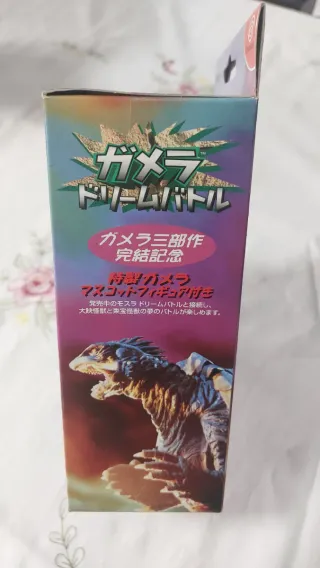 ガメラ
ドリームバトル
ガメラ三部作
完結記念
特製ガメラ
マスコットフィギュア付き
発売中のモスラ ドリームバトルと接続し、
大映怪獣と東宝怪獣の夢のバトルが楽しめます。